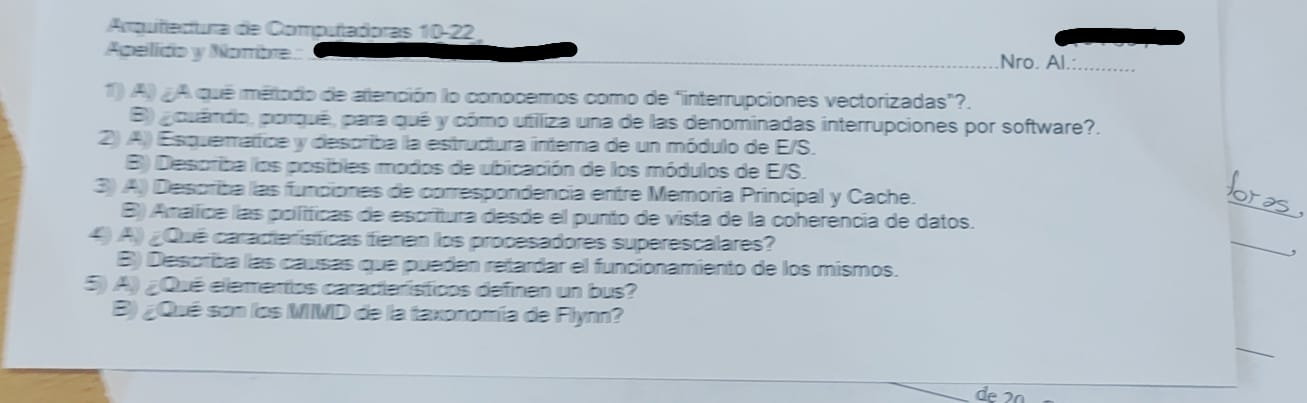 Arquitectura de Computadoras 10-22
Apellido y Nombre.: ..........Nro. Al.:..........
1) A) ¿A qué método de atención lo conocemos como de "interrupciones vectorizadas"?.
B) ¿cuándo, porqué, para qué y cómo utiliza una de las denominadas interrupciones por software?.
2) A) Esquematice y describa la estructura interna de un módulo de E/S.
B) Describa los posibles modos de ubicación de los módulos de E/S.
3) A) Describa las funciones de correspondencia entre Memoria Principal y Cache.
B) Analice las políticas de escritura desde el punto de vista de la coherencia de datos.
4) A) ¿Qué características tienen los procesadores superescalares?
B) Describa las causas que pueden retardar el funcionamiento de los mismos.
5) A) ¿Qué elementos característicos definen un bus?
B) ¿Qué son los MIMD de la taxonomía de Flynn?
de 20